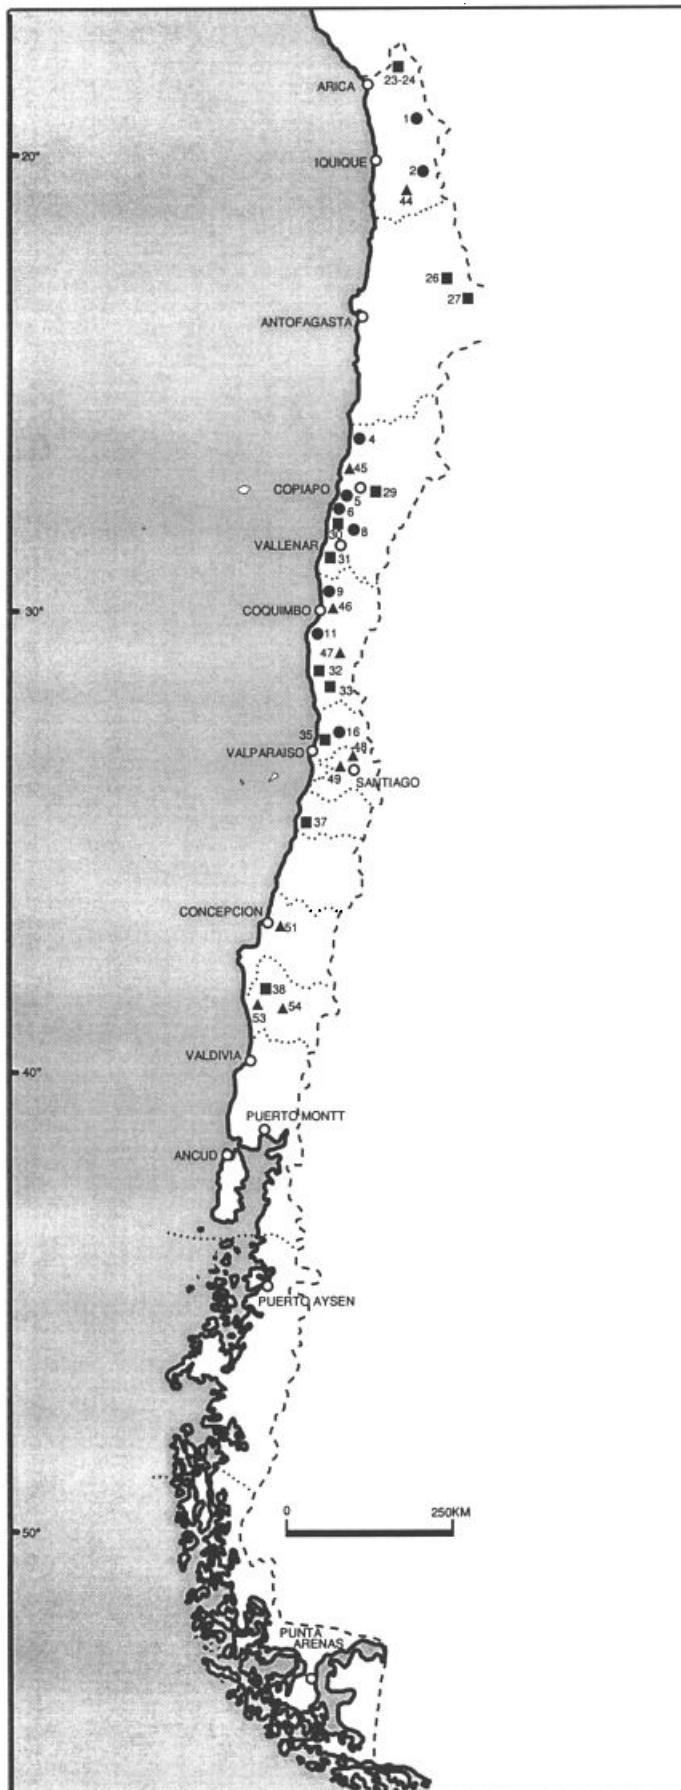 ARICA
23-24
1
20°
IQUIQUE
2
44
26
27
ANTOFAGASTA
4
45
COPIAPO
29
5
6
30
8
VALLENAR
31
9
30°
COQUIMBO
46
11
47
32
33
35
16
VALPARAISO
48
49
SANTIAGO
37
CONCEPCION
51
38
53
54
VALDIVIA
40°
PUERTO MONTT
ANCUD
PUERTO AYSEN
0
250KM
50°
PUNTA
ARENAS